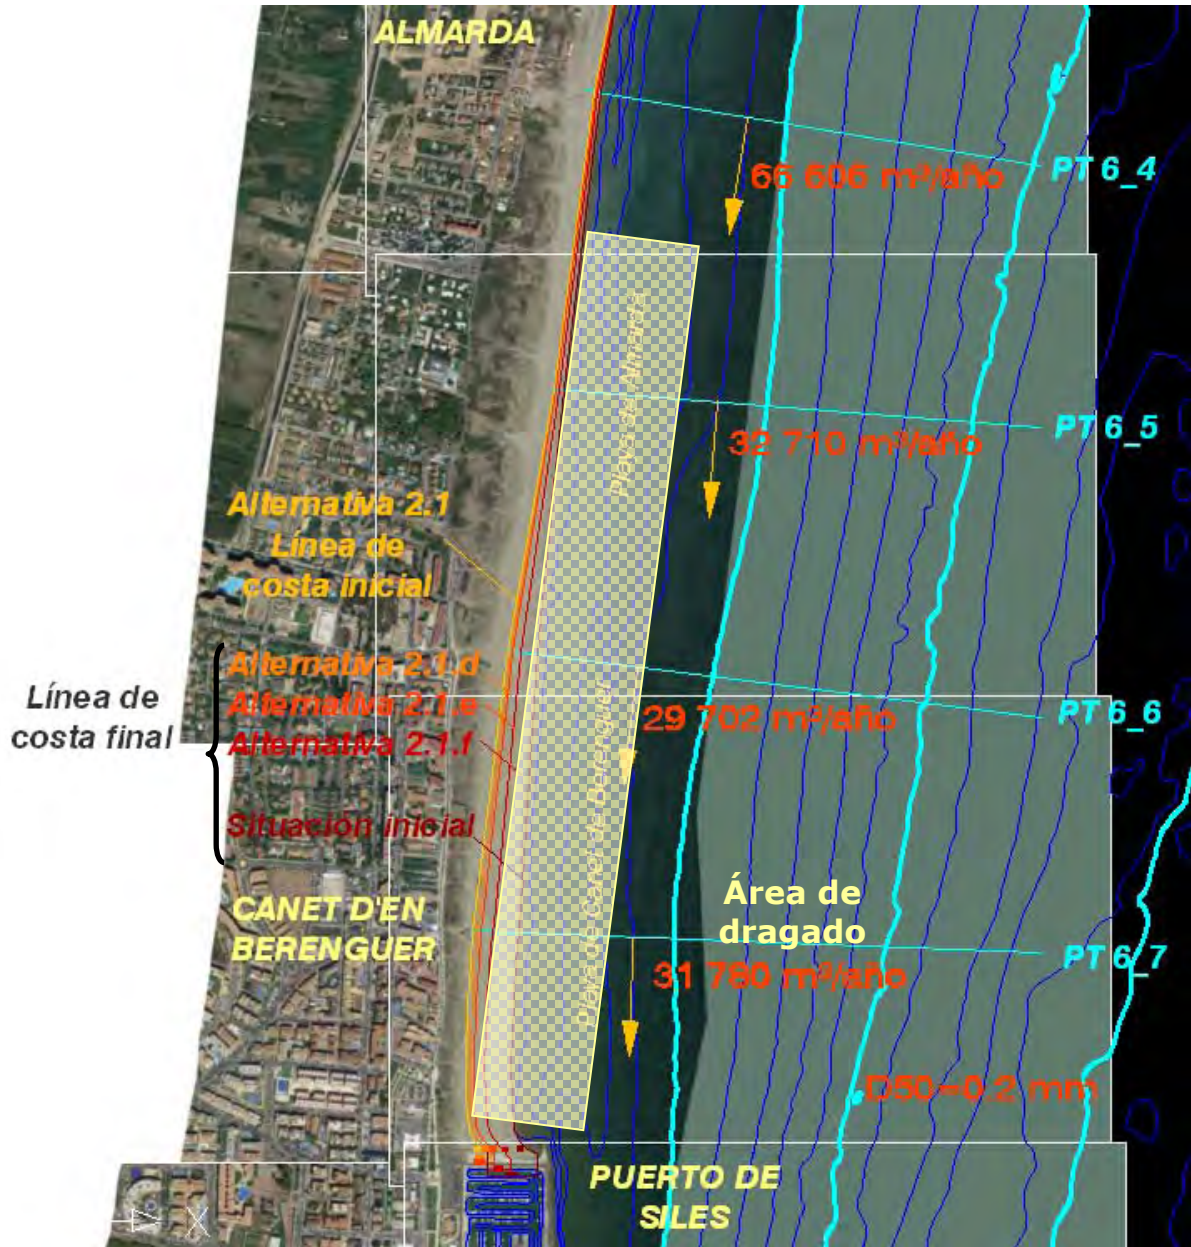 ALMARDA
PT 6_4
66 606 m³/año
Playa de Almarda
PT 6_5
32 710 m³/año
Alternativa 2.1
Línea de
costa inicial
Alternativa 2.1.d
Alternativa 2.1.e
Alternativa 2.1.f
Línea de
costa final
Situación inicial
PT 6_6
29 702 m³/año
Playa de Canet de Berenguer
CANET D'EN
BERENGUER
Área de
dragado
PT 6_7
31 780 m³/año
D50=0.2 mm
PUERTO DE
SILES
X